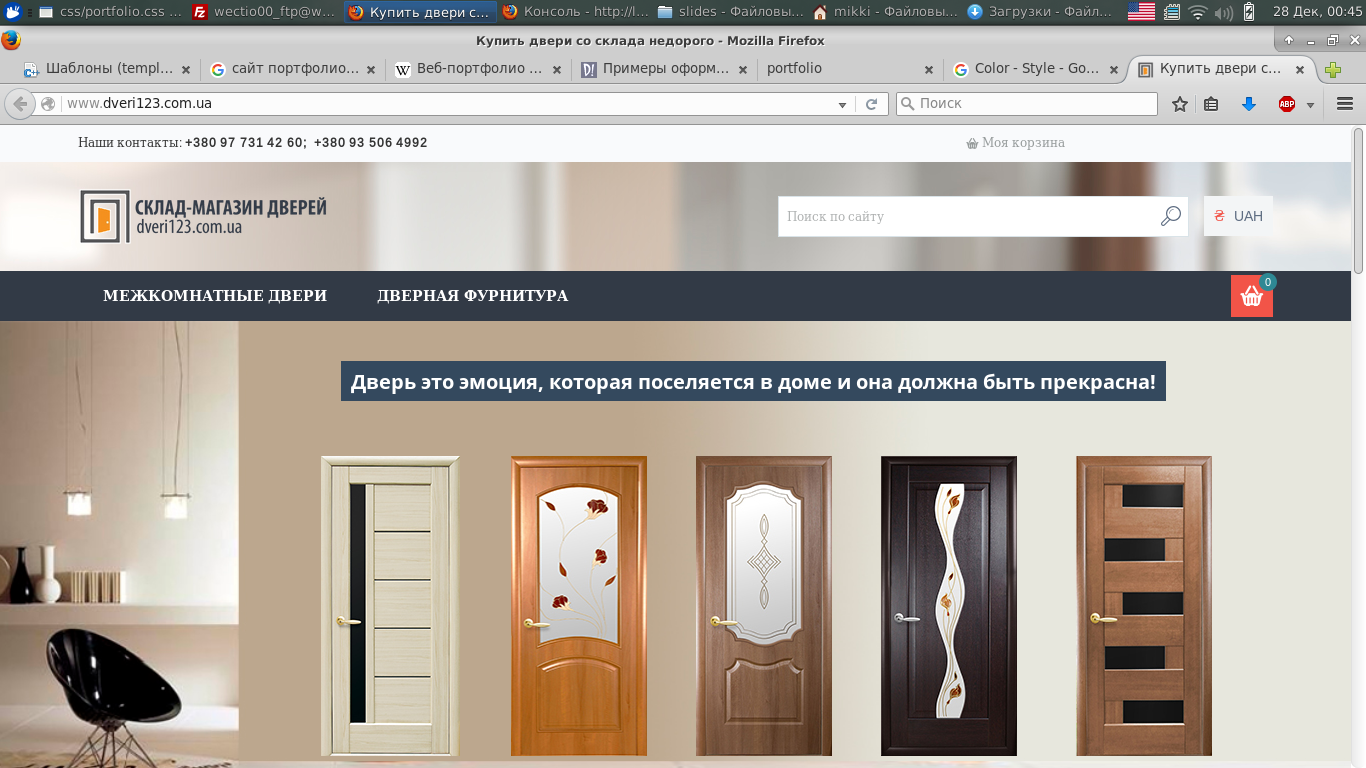 css/portfolio.css ...
wectio00_ftp@w...
Купить двери с...
Консоль - http://l...
slides - Файловы...
mikki - Файловы...
Загрузки - Файл...
28 Дек, 00:45
Купить двери со склада недорого - Mozilla Firefox
Шаблоны (templ...
сайт портфолио...
W
Веб-портфолио ...
D!
Примеры оформ...
portfolio
Color - Style - Go...
Купить двери с...
www.dveri123.com.ua
Поиск
ABP
Наши контакты: +380 97 731 42 60; +380 93 506 4992
Моя корзина
СКЛАД-МАГАЗИН ДВЕРЕЙ
dveri123.com.ua
Поиск по сайту
₴ UAH
МЕЖКОМНАТНЫЕ ДВЕРИ
ДВЕРНАЯ ФУРНИТУРА
0
Дверь это эмоция, которая поселяется в доме и она должна быть прекрасна!